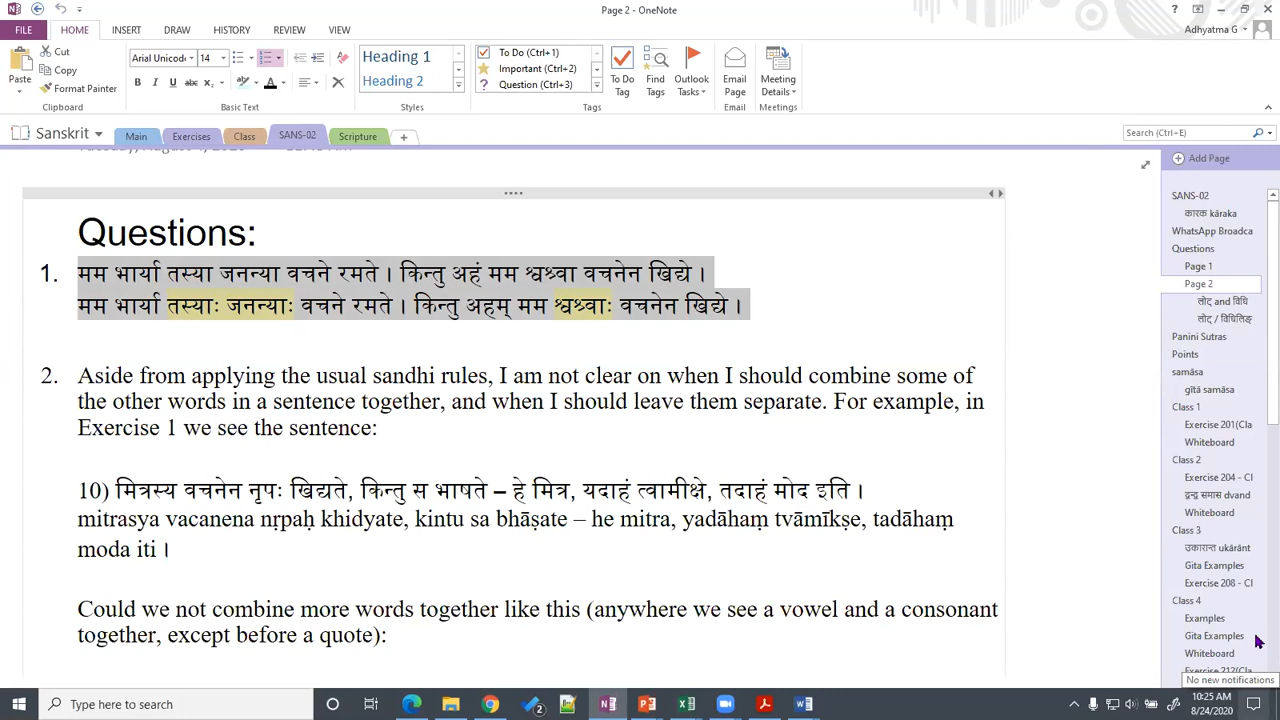 Page 2 - OneNote
FILE HOME INSERT DRAW HISTORY REVIEW VIEW
Adhyatma G
Paste Cut Copy Format Painter
Clipboard
Arial Unicod 14
B I U abc x₂ A
Basic Text
Heading 1
Heading 2
Styles
To Do (Ctrl+1)
Important (Ctrl+2)
Question (Ctrl+3)
To Do Tag
Find Tags
Outlook Tasks
Tags
Email Page
Email
Meeting Details
Meetings
Sanskrit Main Exercises Class SANS-02 Scripture
Search (Ctrl+E)
Questions:
1. मम भार्या तस्या जनन्या वचने रमते । किन्तु अहं मम श्वश्र्वा वचनेन खिद्ये ।
मम भार्या तस्याः जनन्याः वचने रमते । किन्तु अहम् मम श्वश्र्वाः वचनेन खिद्ये ।
2. Aside from applying the usual sandhi rules, I am not clear on when I should combine some of
the other words in a sentence together, and when I should leave them separate. For example, in
Exercise 1 we see the sentence:
10) मित्रस्य वचनेन नृपः खिद्यते, किन्तु स भाषते – हे मित्र, यदाहं त्वामीक्षे, तदाहं मोद इति ।
mitrasya vacanena nṛpaḥ khidyate, kintu sa bhāṣate – he mitra, yadāhaṃ tvāmīkṣe, tadāhaṃ
moda iti ।
Could we not combine more words together like this (anywhere we see a vowel and a consonant
together, except before a quote):
Add Page
SANS-02
कारक kāraka
WhatsApp Broadca
Questions
Page 1
Page 2
लोट् and विधि
लोट् / विधिलिङ्
Panini Sutras
Points
samāsa
gītā samāsa
Class 1
Exercise 201(Cla
Whiteboard
Class 2
Exercise 204 - Cl
द्वन्द्व समास dvand
Whiteboard
Class 3
उकारान्त ukārānt
Gita Examples
Exercise 208 - Cl
Class 4
Examples
Gita Examples
Whiteboard
Exercise 212(Cla
No new notifications
Type here to search
10:25 AM
8/24/2020